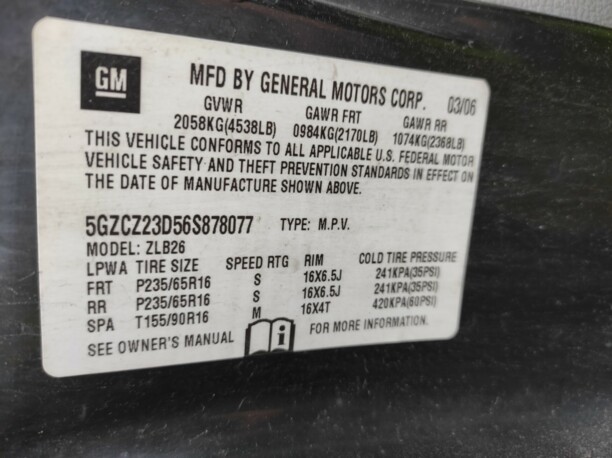 GM
MFD BY GENERAL MOTORS CORP. 03/06
GVWR GAWR FRT GAWR RR
2058KG(4538LB) 0984KG(2170LB) 1074KG(2368LB)
THIS VEHICLE CONFORMS TO ALL APPLICABLE U.S. FEDERAL MOTOR
VEHICLE SAFETY AND THEFT PREVENTION STANDARDS IN EFFECT ON
THE DATE OF MANUFACTURE SHOWN ABOVE.
5GZCZ23D56S878077 TYPE: M.P.V.
MODEL: ZLB26
LPWA TIRE SIZE SPEED RTG RIM COLD TIRE PRESSURE
FRT P235/65R16 S 16X6.5J 241KPA(35PSI)
RR P235/65R16 S 16X6.5J 241KPA(35PSI)
SPA T155/90R16 M 16X4T 420KPA(60PSI)
SEE OWNER'S MANUAL i FOR MORE INFORMATION.